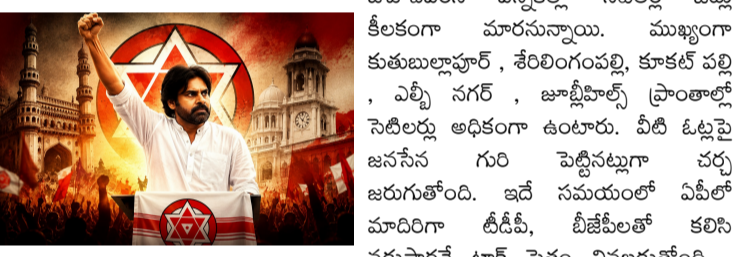 కీలకంగా మారనున్నాయి. ముఖ్యంగా
కుతుబుల్లాపూర్ , శేరిలింగంపల్లి, కూకట్ పల్లి
, ఎల్బీ నగర్ , జూబ్లీహిల్స్ ప్రాంతాల్లో
సెటిలర్లు అధికంగా ఉంటారు. వీటి ఓట్లపై
జనసేన గురి పెట్టినట్లుగా చర్చ
జరుగుతోంది. ఇదే సమయంలో ఏపీలో
మాదిరిగా టీడీపీ, బీజేపీలతో కలిసి